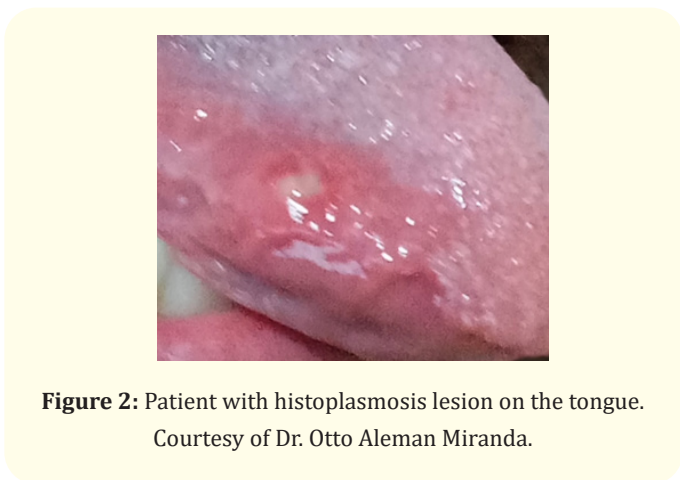 Figure 2: Patient with histoplasmosis lesion on the tongue.
Courtesy of Dr. Otto Aleman Miranda.